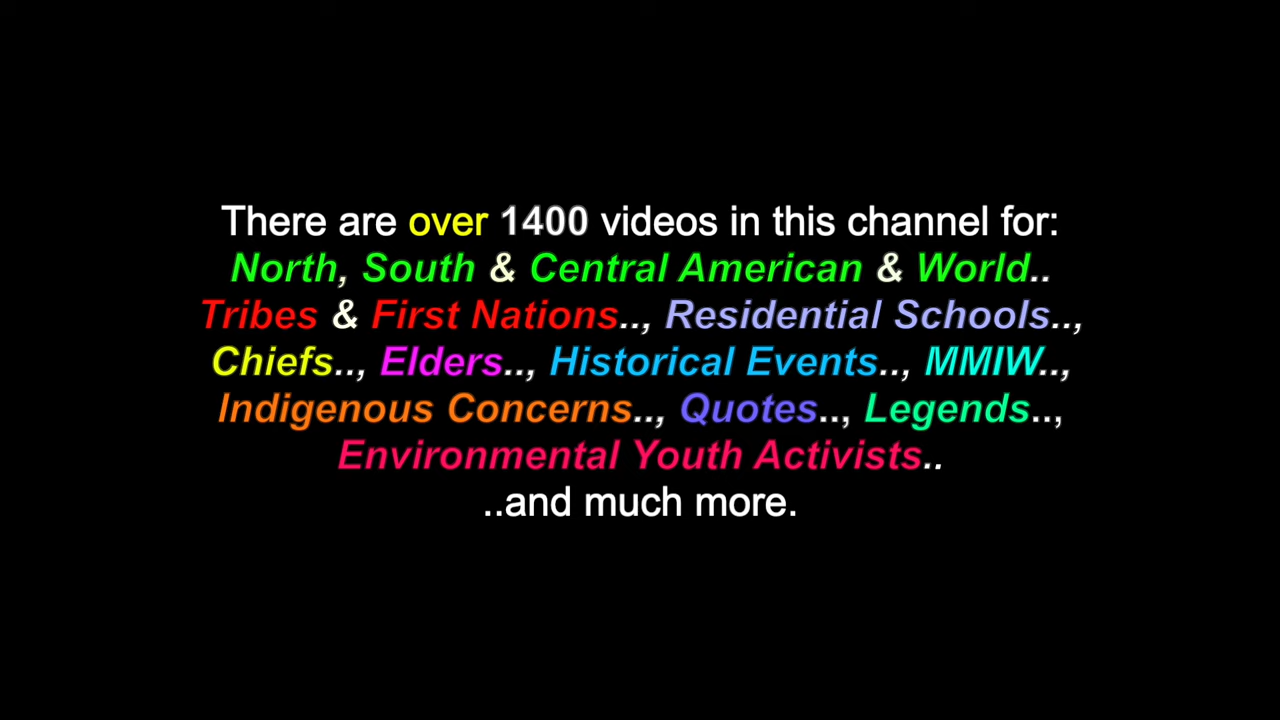 There are over 1400 videos in this channel for:
North, South & Central American & World..
Tribes & First Nations.., Residential Schools..,
Chiefs.., Elders.., Historical Events.., MMIW..,
Indigenous Concerns.., Quotes.., Legends..,
Environmental Youth Activists..
..and much more.